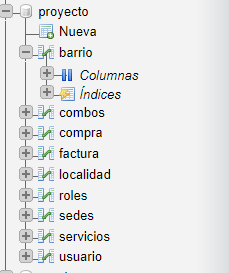 proyecto
Nueva
barrio
Columnas
Índices
combos
compra
factura
localidad
roles
sedes
servicios
usuario